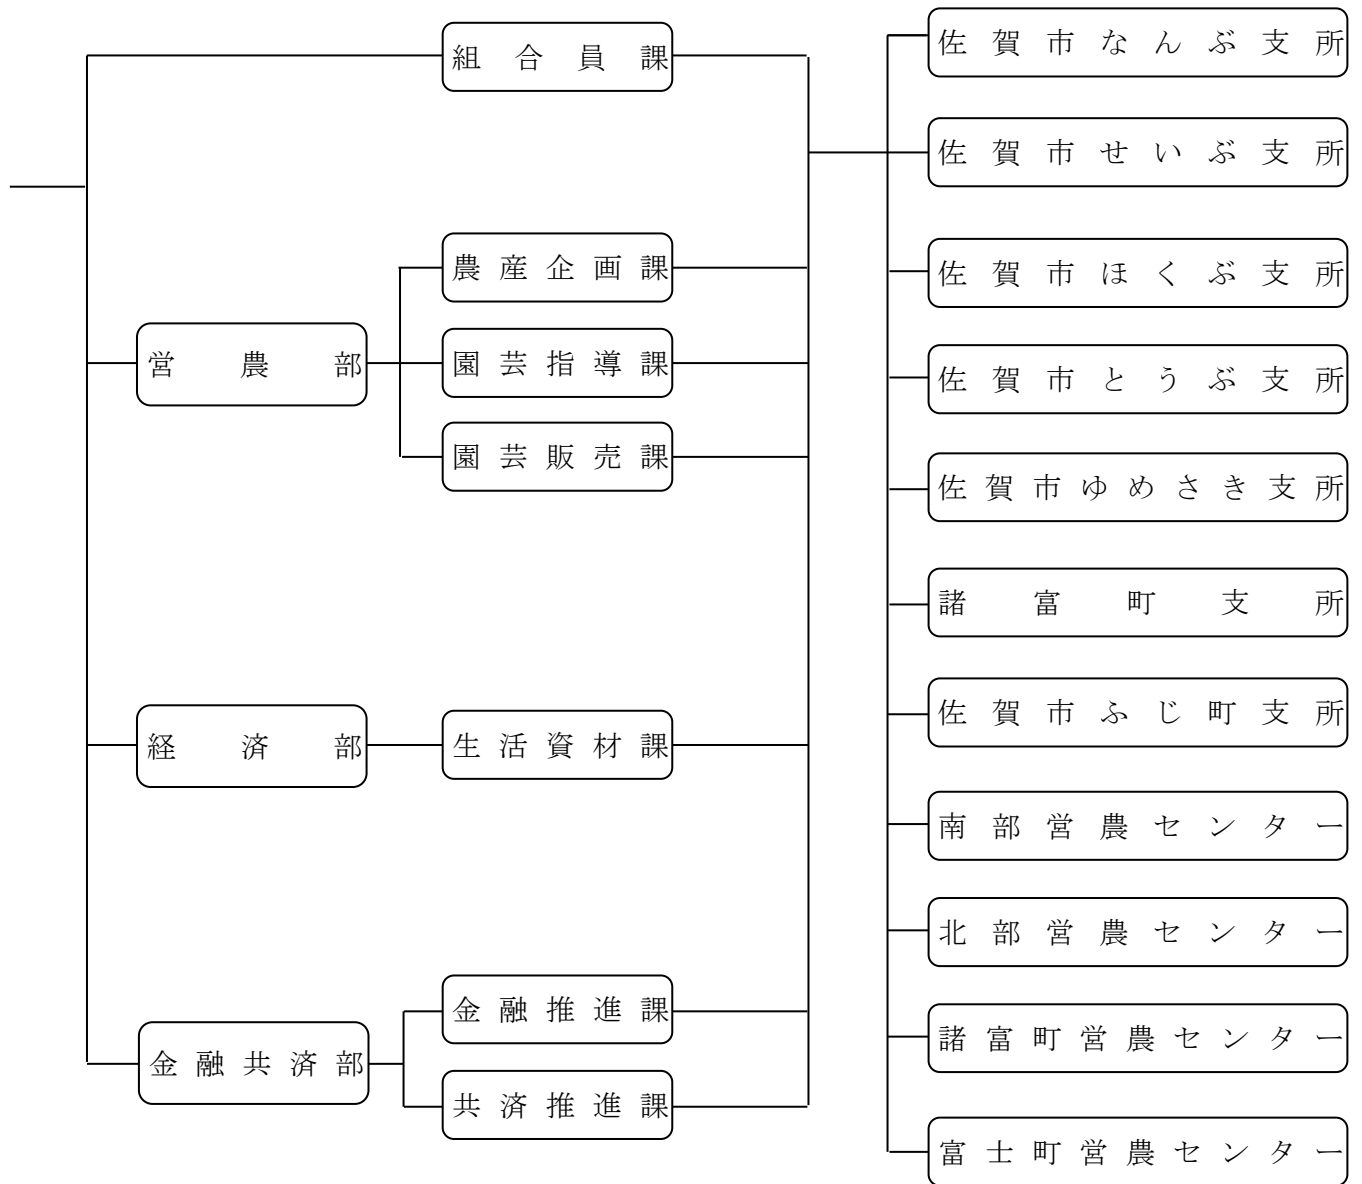 組合員課
営農部
農産企画課
園芸指導課
園芸販売課
経済部
生活資材課
金融共済部
金融推進課
共済推進課
佐賀市なんぶ支所
佐賀市せいぶ支所
佐賀市ほくぶ支所
佐賀市とうぶ支所
佐賀市ゆめさき支所
諸富町支所
佐賀市ふじ町支所
南部営農センター
北部営農センター
諸富町営農センター
富士町営農センター